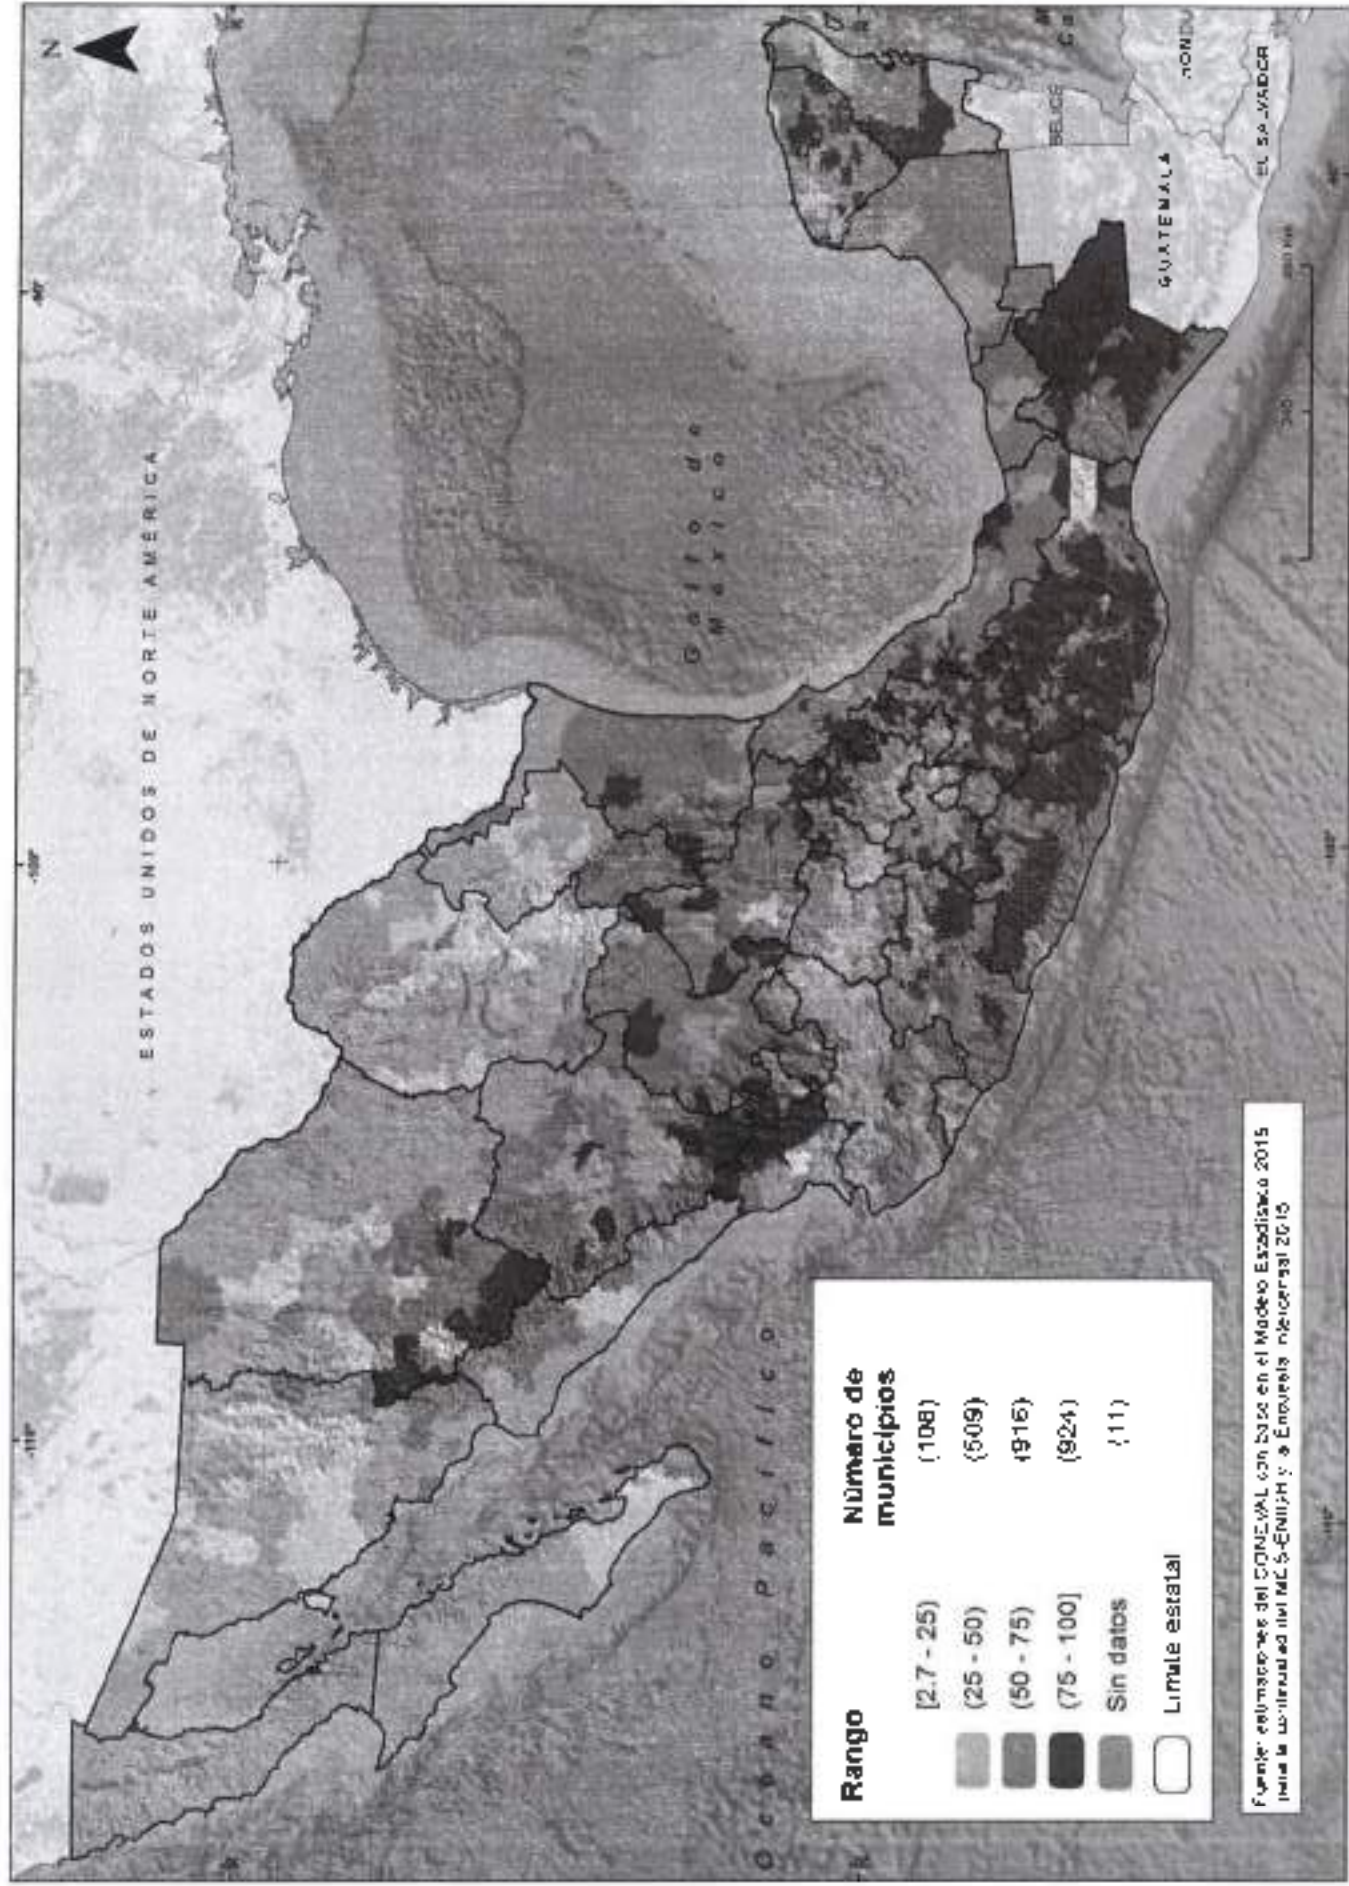 N
ESTADOS UNIDOS DE NORTE AMÉRICA
Golfo de
México
Océano Pacífico
BELICE
GUATEMALA
EL SALVADOR
Rango Número de municipios
[2.7 - 25) (108)
(25 - 50) (509)
(50 - 75) (916)
(75 - 100] (924)
Sin datos (11)
Límite estatal
Fuente: estimaciones del CONEVAL con base en el Modelo Estadístico 2015
para la continuidad del MCS-ENIGH y la Encuesta Intercensal 2015